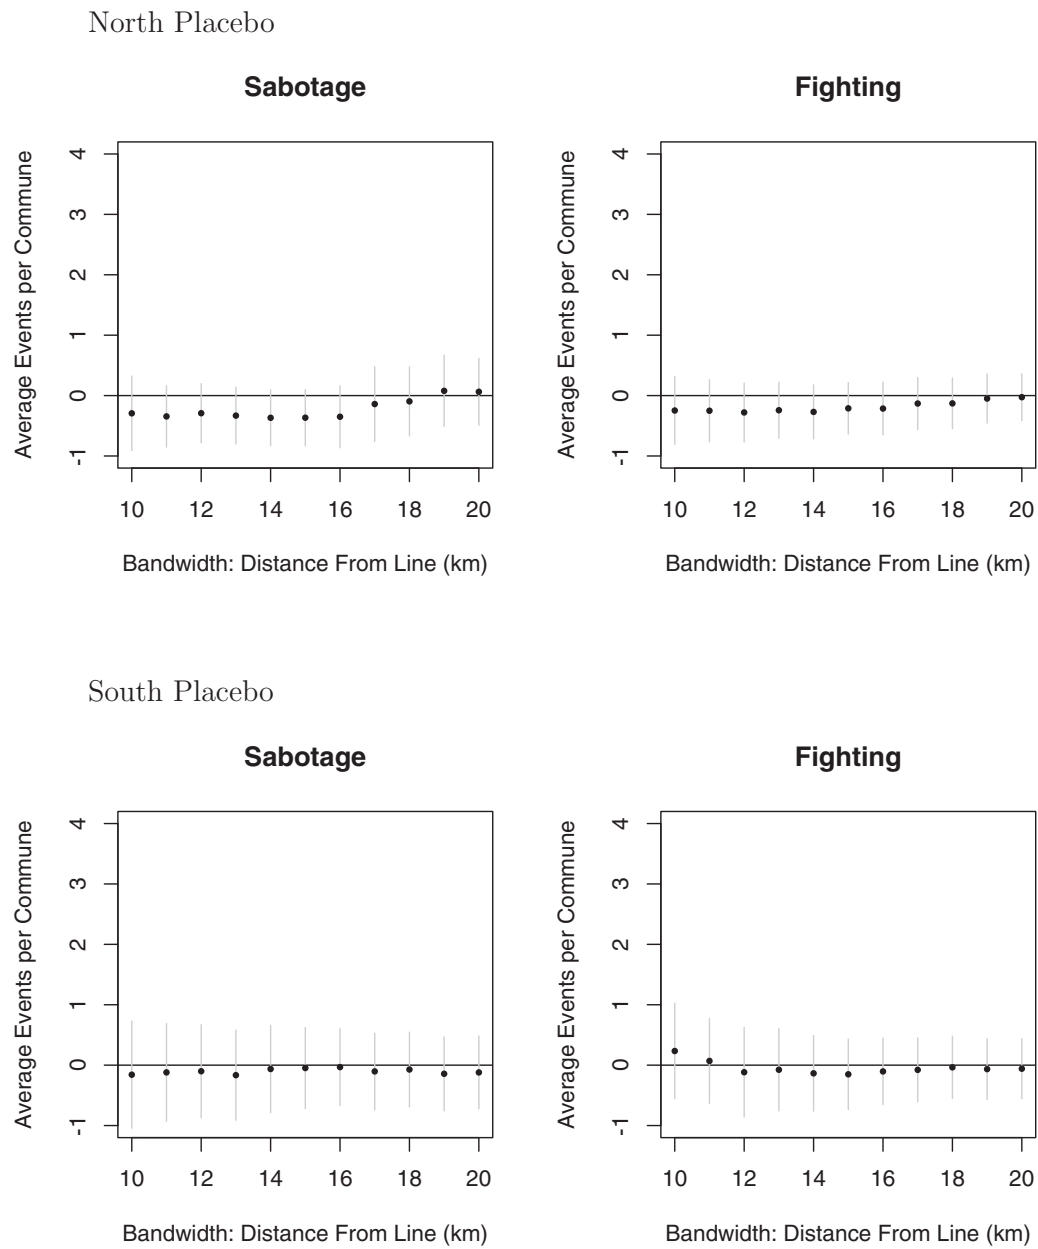 North Placebo
Sabotage
Average Events per Commune
4
3
2
1
0
-1
10 12 14 16 18 20
Bandwidth: Distance From Line (km)
Fighting
Average Events per Commune
4
3
2
1
0
-1
10 12 14 16 18 20
Bandwidth: Distance From Line (km)
South Placebo
Sabotage
Average Events per Commune
4
3
2
1
0
-1
10 12 14 16 18 20
Bandwidth: Distance From Line (km)
Fighting
Average Events per Commune
4
3
2
1
0
-1
10 12 14 16 18 20
Bandwidth: Distance From Line (km)